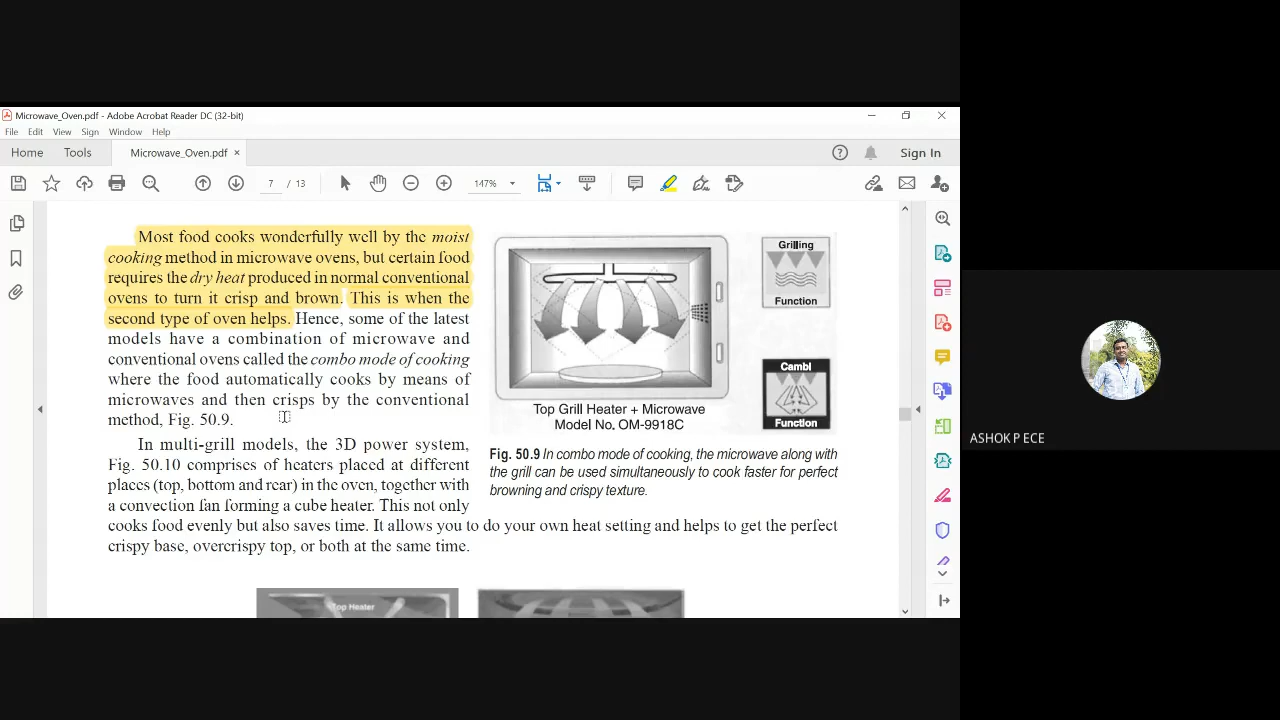 Microwave_Oven.pdf - Adobe Acrobat Reader DC (32-bit)
File Edit View Sign Window Help
Home Tools Microwave_Oven.pdf × Sign In
7 / 13 147%
Most food cooks wonderfully well by the moist
cooking method in microwave ovens, but certain food
requires the dry heat produced in normal conventional
ovens to turn it crisp and brown. This is when the
second type of oven helps. Hence, some of the latest
models have a combination of microwave and
conventional ovens called the combo mode of cooking
where the food automatically cooks by means of
microwaves and then crisps by the conventional
method, Fig. 50.9.
In multi-grill models, the 3D power system,
Fig. 50.10 comprises of heaters placed at different
places (top, bottom and rear) in the oven, together with
a convection fan forming a cube heater. This not only
cooks food evenly but also saves time. It allows you to do your own heat setting and helps to get the perfect
crispy base, overcrispy top, or both at the same time.
Grilling
Function
Cambl
Function
Top Grill Heater + Microwave
Model No. OM-9918C
Fig. 50.9 In combo mode of cooking, the microwave along with
the grill can be used simultaneously to cook faster for perfect
browning and crispy texture.
Top Heater
ASHOK P ECE